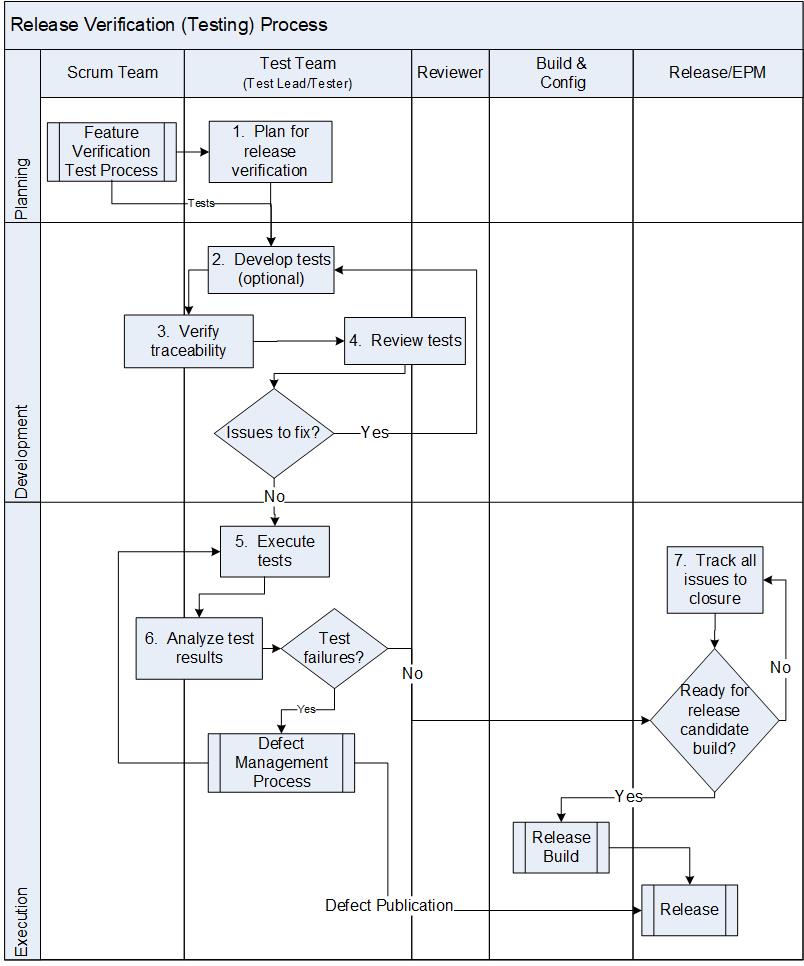 Release Verification (Testing) Process
Scrum Team
Test Team
(Test Lead/Tester)
Reviewer
Build &
Config
Release/EPM
Planning
Feature
Verification
Test Process
1. Plan for
release
verification
Tests
Development
2. Develop tests
(optional)
3. Verify
traceability
4. Review tests
Issues to fix?
Yes
No
Execution
5. Execute
tests
6. Analyze test
results
Test
failures?
No
Yes
Defect
Management
Process
7. Track all
issues to
closure
No
Ready for
release
candidate
build?
Yes
Release
Build
Defect Publication
Release